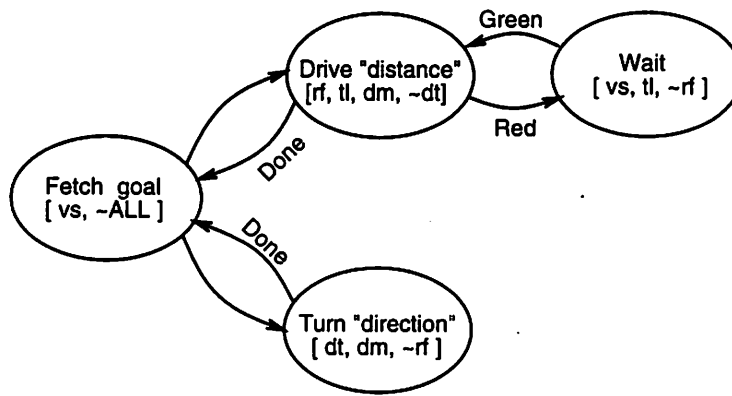 Green
Drive "distance"
[rf, tl, dm, ~dt]
Wait
[ vs, tl, ~rf ]
Red
Done
Fetch goal
[ vs, ~ALL ]
Done
Turn "direction"
[ dt, dm, ~rf ]